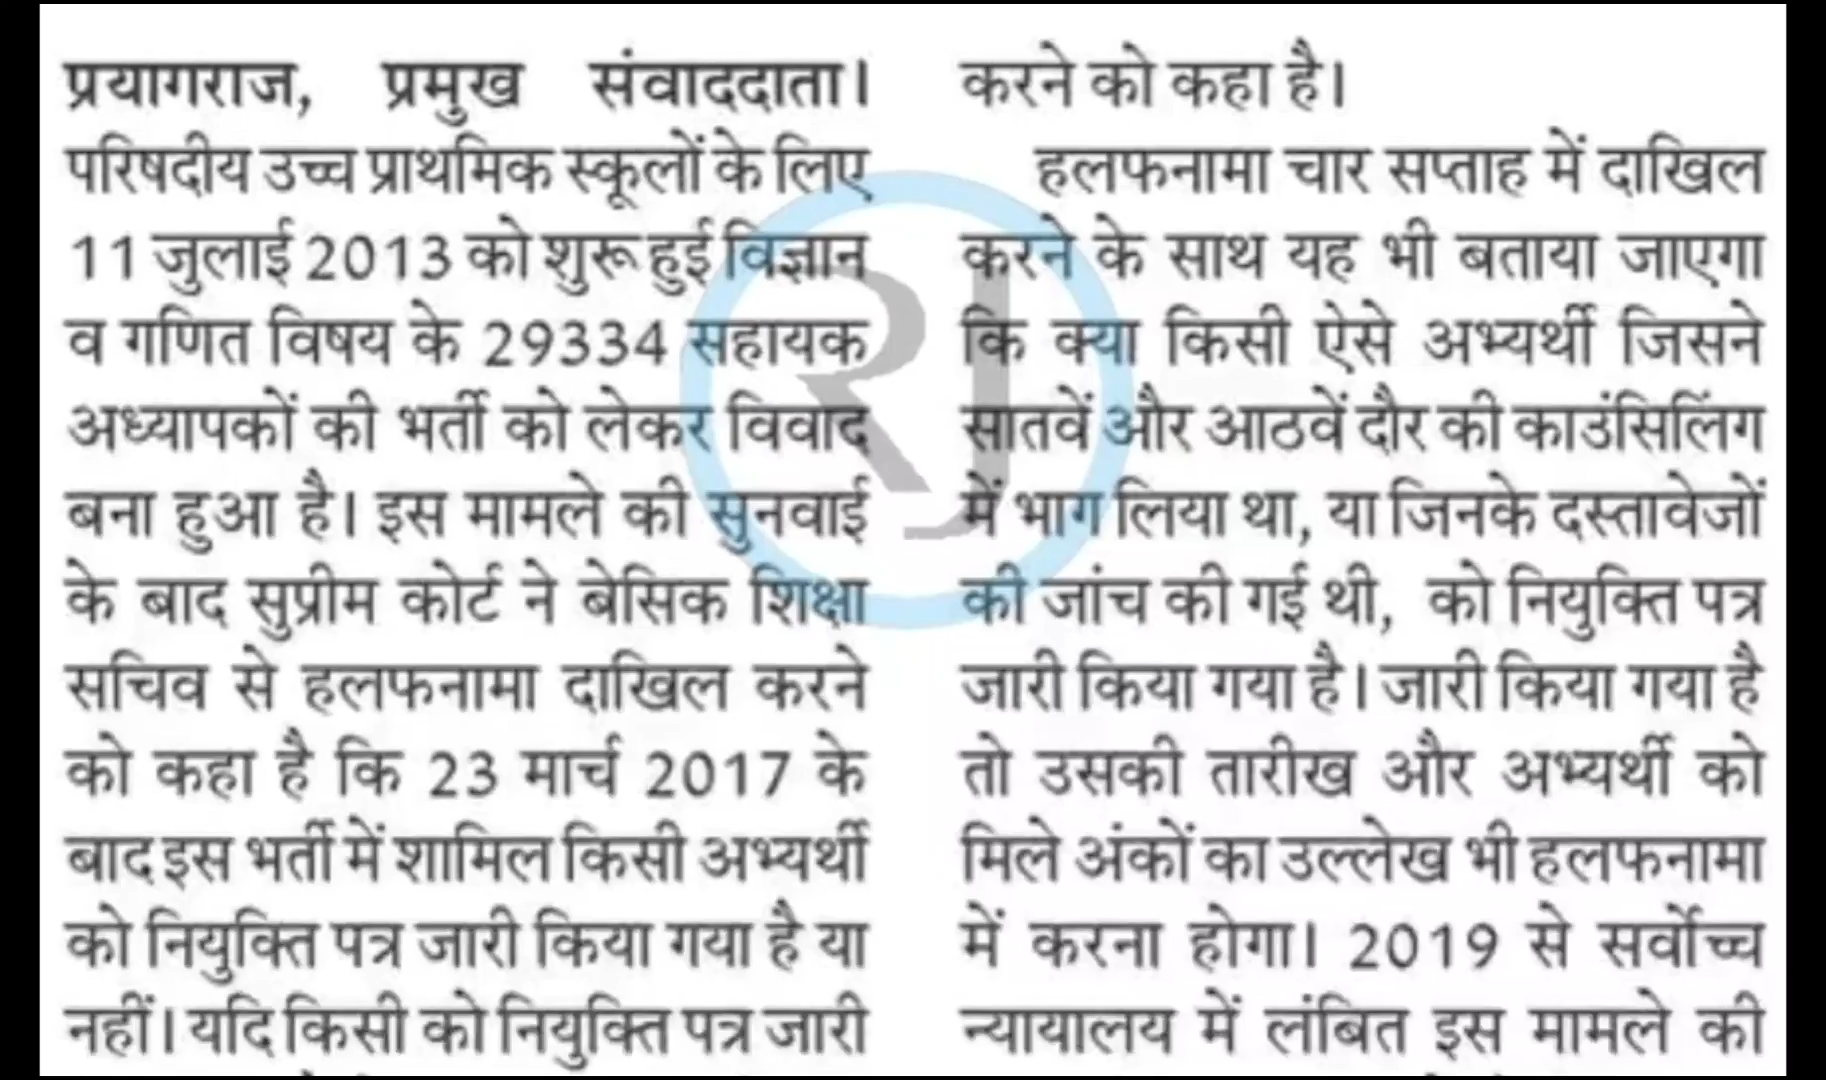 प्रयागराज, प्रमुख संवाददाता।
परिषदीय उच्च प्राथमिक स्कूलों के लिए
11 जुलाई 2013 को शुरू हुई विज्ञान
व गणित विषय के 29334 सहायक
अध्यापकों की भर्ती को लेकर विवाद
बना हुआ है। इस मामले की सुनवाई
के बाद सुप्रीम कोर्ट ने बेसिक शिक्षा
सचिव से हलफनामा दाखिल करने
को कहा है कि 23 मार्च 2017 के
बाद इस भर्ती में शामिल किसी अभ्यर्थी
को नियुक्ति पत्र जारी किया गया है या
नहीं। यदि किसी को नियुक्ति पत्र जारी
करने को कहा है।
हलफनामा चार सप्ताह में दाखिल
करने के साथ यह भी बताया जाएगा
कि क्या किसी ऐसे अभ्यर्थी जिसने
सातवें और आठवें दौर की काउंसिलिंग
में भाग लिया था, या जिनके दस्तावेजों
की जांच की गई थी, को नियुक्ति पत्र
जारी किया गया है। जारी किया गया है
तो उसकी तारीख और अभ्यर्थी को
मिले अंकों का उल्लेख भी हलफनामा
में करना होगा। 2019 से सर्वोच्च
न्यायालय में लंबित इस मामले की
RJ